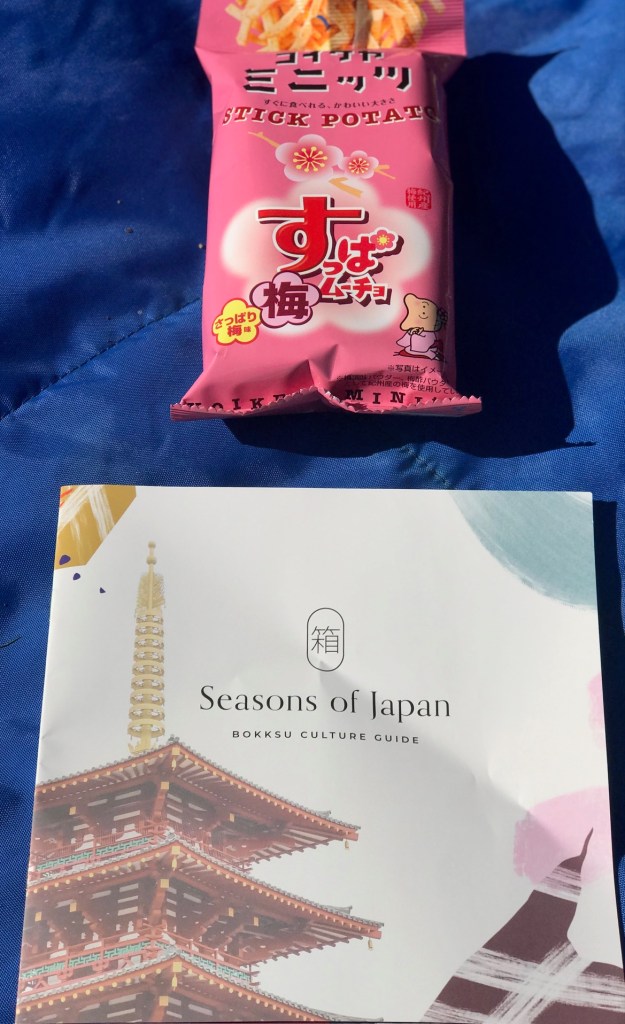 コイケヤ
ミニッツ
すぐに食べれる、かわいい大きさ
STICK POTATO
すっぱ
ムーチョ
梅
さっぱり
梅味
※写真はイメージ
箱
Seasons of Japan
BOKKSU CULTURE GUIDE